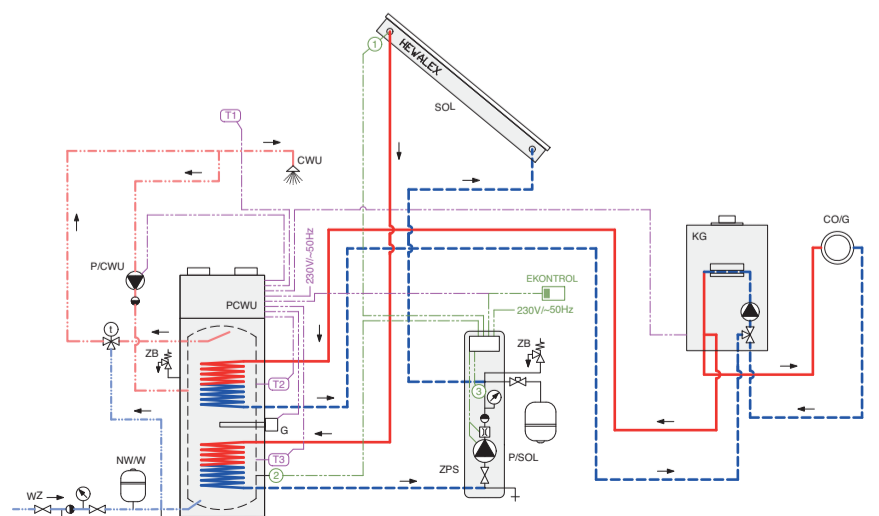 1
HEWALEX
SOL
T1
CWU
CO/G
KG
230V/~50Hz
P/CWU
EKONTROL
PCWU
230V/~50Hz
t
ZB
ZB
T2
3
G
T3
P/SOL
2
ZPS
NW/W
WZ